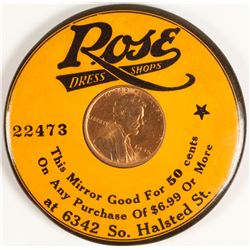 Rose
DRESS SHOPS
22473
This Mirror Good For 50 cents
On Any Purchase Of $6.99 Or More
at 6342 So. Halsted St.
LIBERTY